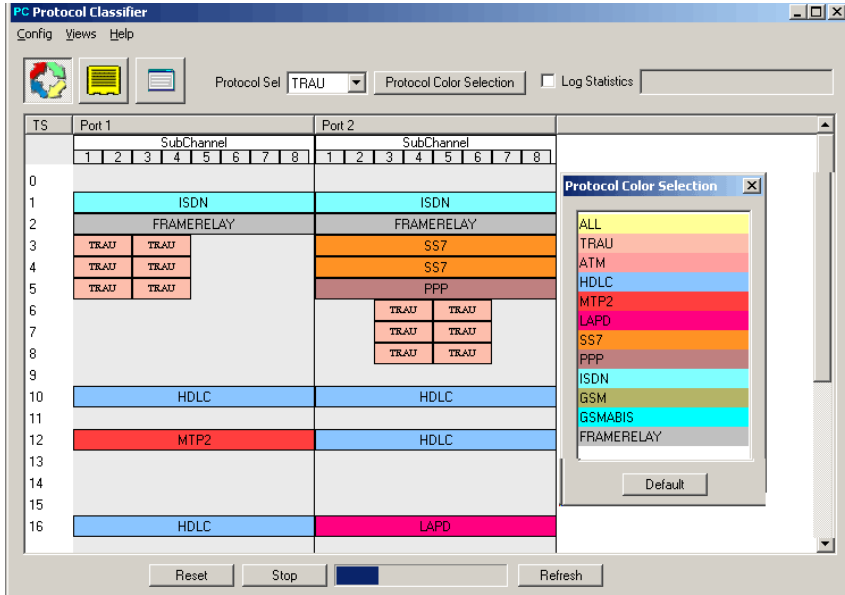 PC Protocol Classifier
Config Views Help
Protocol Sel TRAU Protocol Color Selection Log Statistics
TS Port 1 Port 2
SubChannel SubChannel
1 2 3 4 5 6 7 8 1 2 3 4 5 6 7 8
0
1 ISDN ISDN
2 FRAMERELAY FRAMERELAY
3 TRAU TRAU SS7
4 TRAU TRAU SS7
5 TRAU TRAU PPP
6 TRAU TRAU
7 TRAU TRAU
8 TRAU TRAU
9
10 HDLC HDLC
11
12 MTP2 HDLC
13
14
15
16 HDLC LAPD
Protocol Color Selection
ALL
TRAU
ATM
HDLC
MTP2
LAPD
SS7
PPP
ISDN
GSM
GSMABIS
FRAMERELAY
Default
Reset Stop Refresh